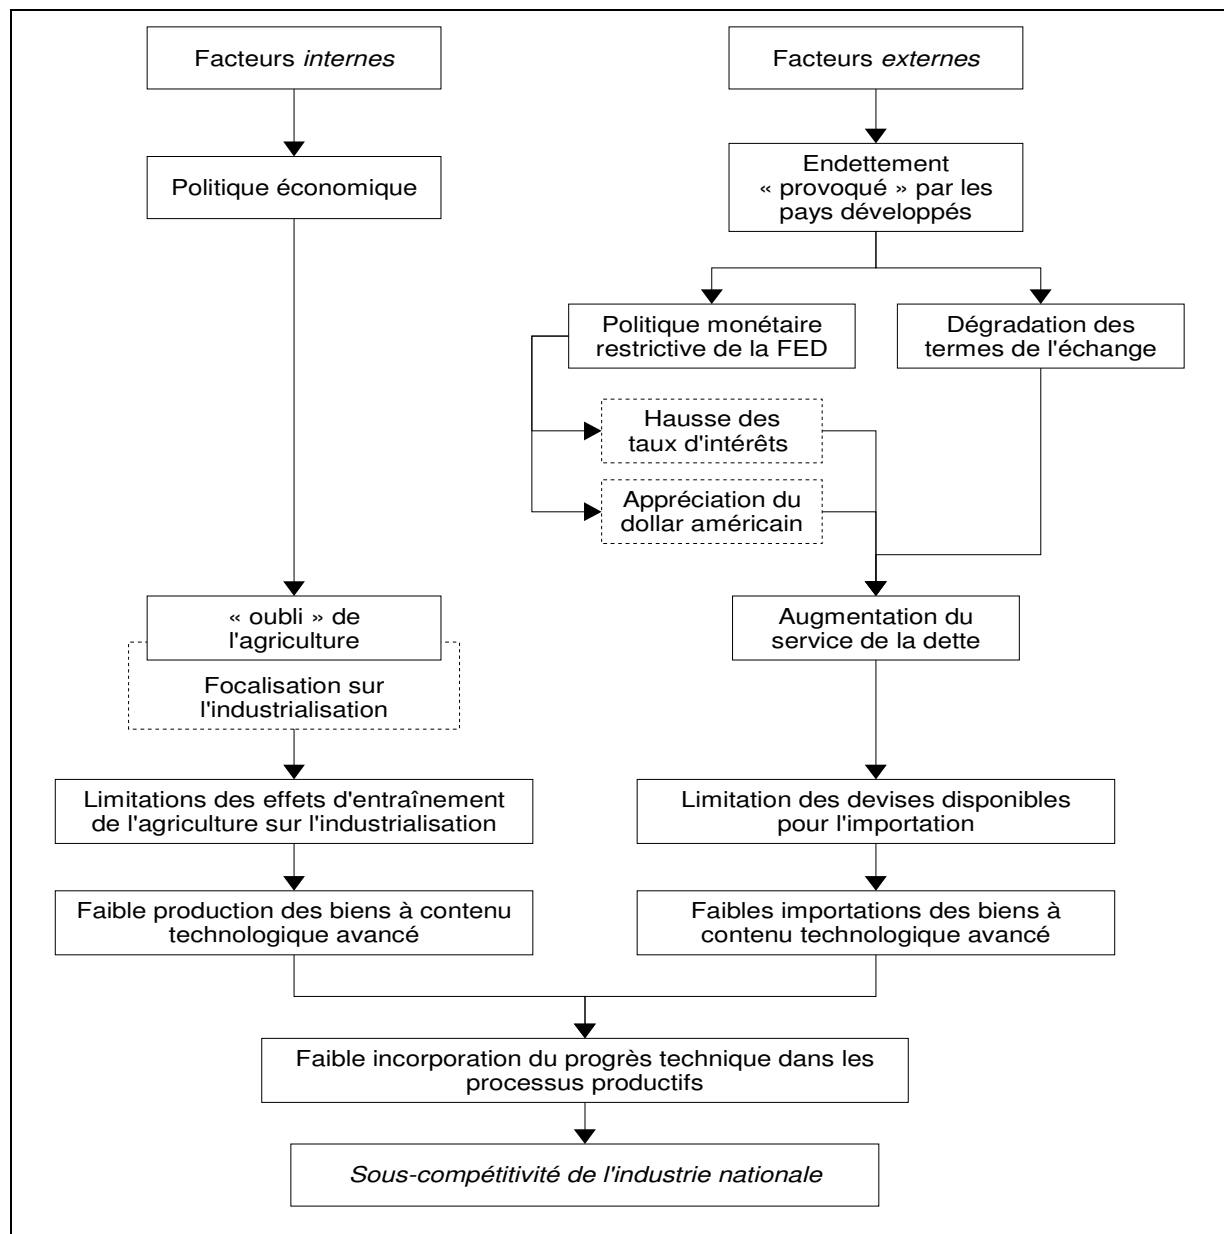 Facteurs internes
Facteurs externes
Politique économique
Endettement
« provoqué » par les
pays développés
Politique monétaire
restrictive de la FED
Dégradation des
termes de l'échange
Hausse des
taux d'intérêts
Appréciation du
dollar américain
« oubli » de
l'agriculture
Focalisation sur
l'industrialisation
Augmentation du
service de la dette
Limitations des effets d'entraînement
de l'agriculture sur l'industrialisation
Limitation des devises disponibles
pour l'importation
Faible production des biens à contenu
technologique avancé
Faibles importations des biens à
contenu technologique avancé
Faible incorporation du progrès technique dans les
processus productifs
Sous-compétitivité de l'industrie nationale